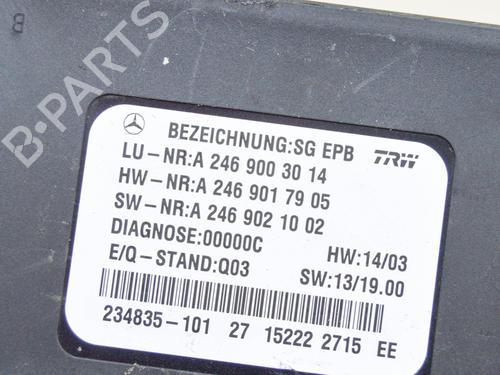 B
B-PARTS
BEZEICHNUNG:SG EPB TRW
LU-NR:A 246 900 30 14
HW-NR:A 246 901 79 05
SW-NR:A 246 902 10 02
DIAGNOSE:00000C HW:14/03
E/Q-STAND:Q03 SW:13/19.00
234835-101 27 15222 2715 EE